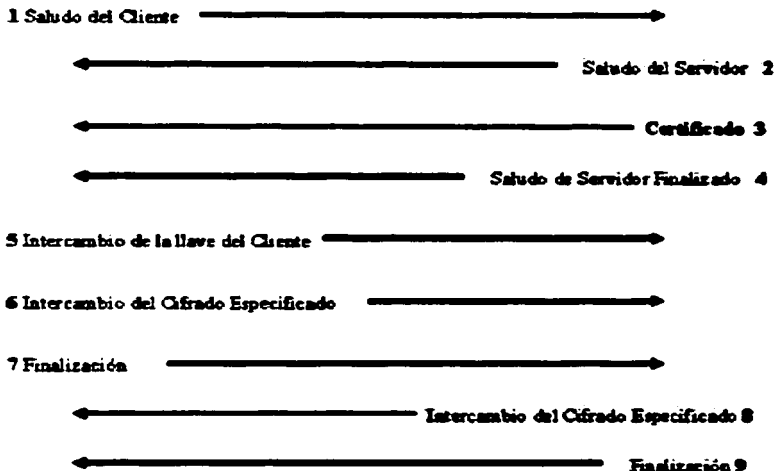 1 Saludo del Cliente
Saludo del Servidor 2
Certificado 3
Saludo de Servidor Finalizado 4
5 Intercambio de la llave del Cliente
6 Intercambio del Cifrado Especificado
7 Finalización
Intercambio del Cifrado Especificado 8
Finalización 9